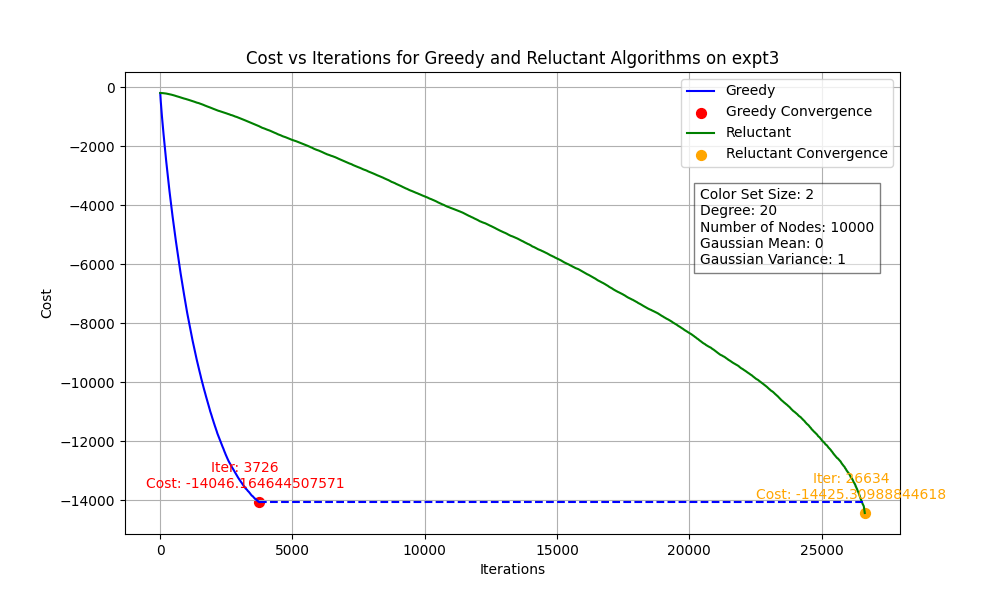 Cost vs Iterations for Greedy and Reluctant Algorithms on expt3
Greedy
Greedy Convergence
Reluctant
Reluctant Convergence
Color Set Size: 2
Degree: 20
Number of Nodes: 10000
Gaussian Mean: 0
Gaussian Variance: 1
Cost
0
−2000
−4000
−6000
−8000
−10000
−12000
−14000
Iter: 3726
Cost: -14046.164644507571
Iter: 26634
Cost: -14425.30988844618
0 5000 10000 15000 20000 25000
Iterations